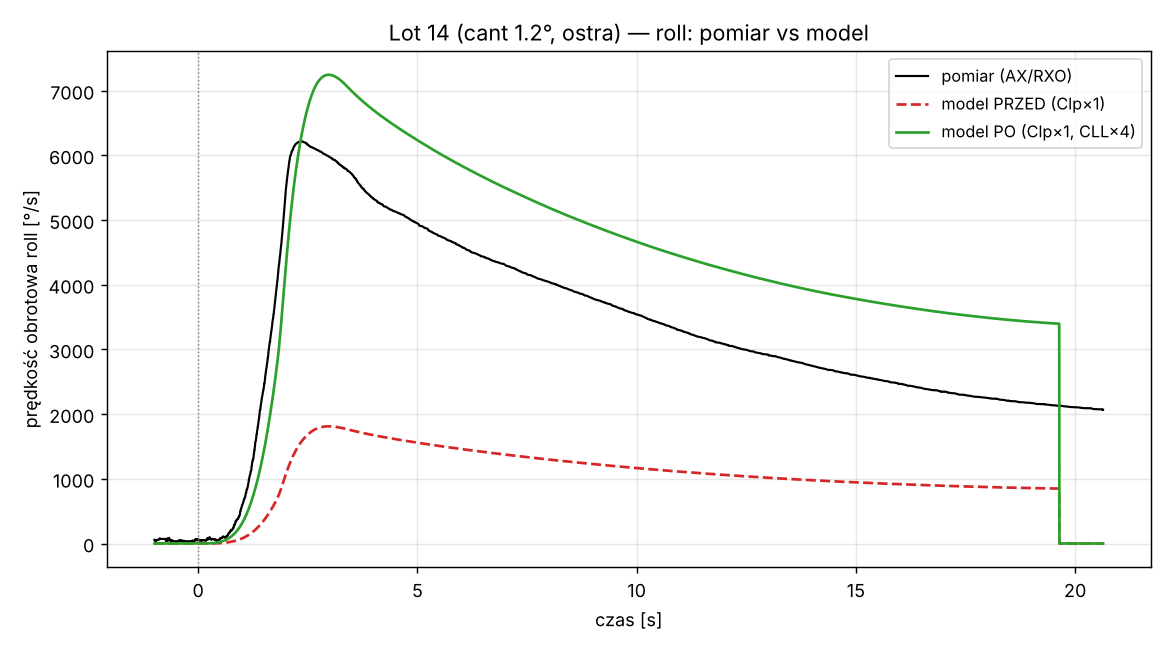 Lot 14 (cant 1.2°, ostra) — roll: pomiar vs model
prędkość obrotowa roll [°/s]
7000
6000
5000
4000
3000
2000
1000
0
pomiar (AX/RXO)
model PRZED (Clp×1)
model PO (Clp×1, CLL×4)
0 5 10 15 20
czas [s]